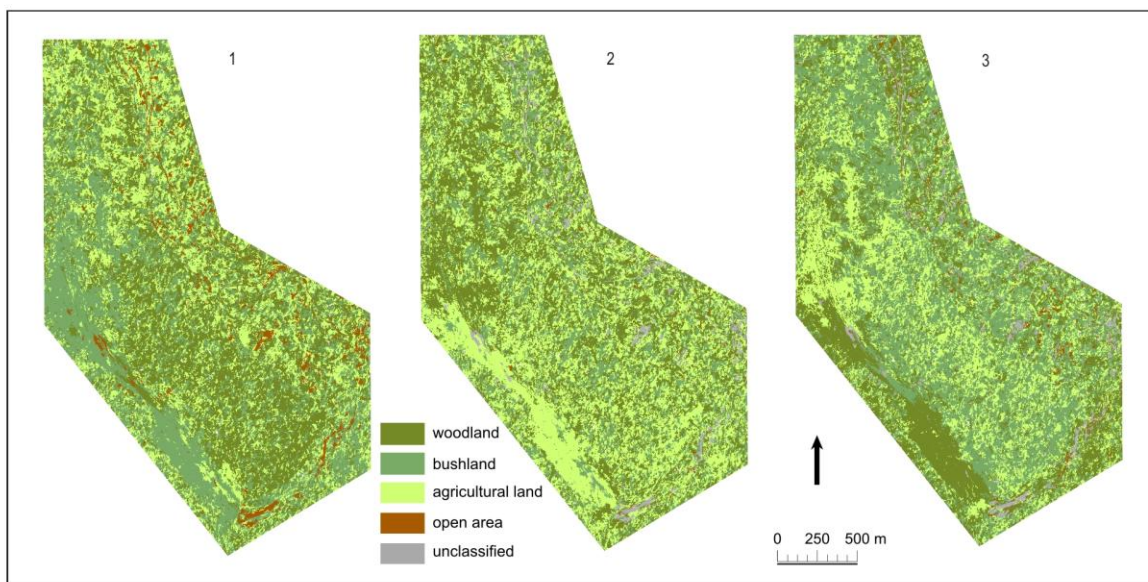 1
2
3
woodland
bushland
agricultural land
open area
unclassified
0 250 500 m